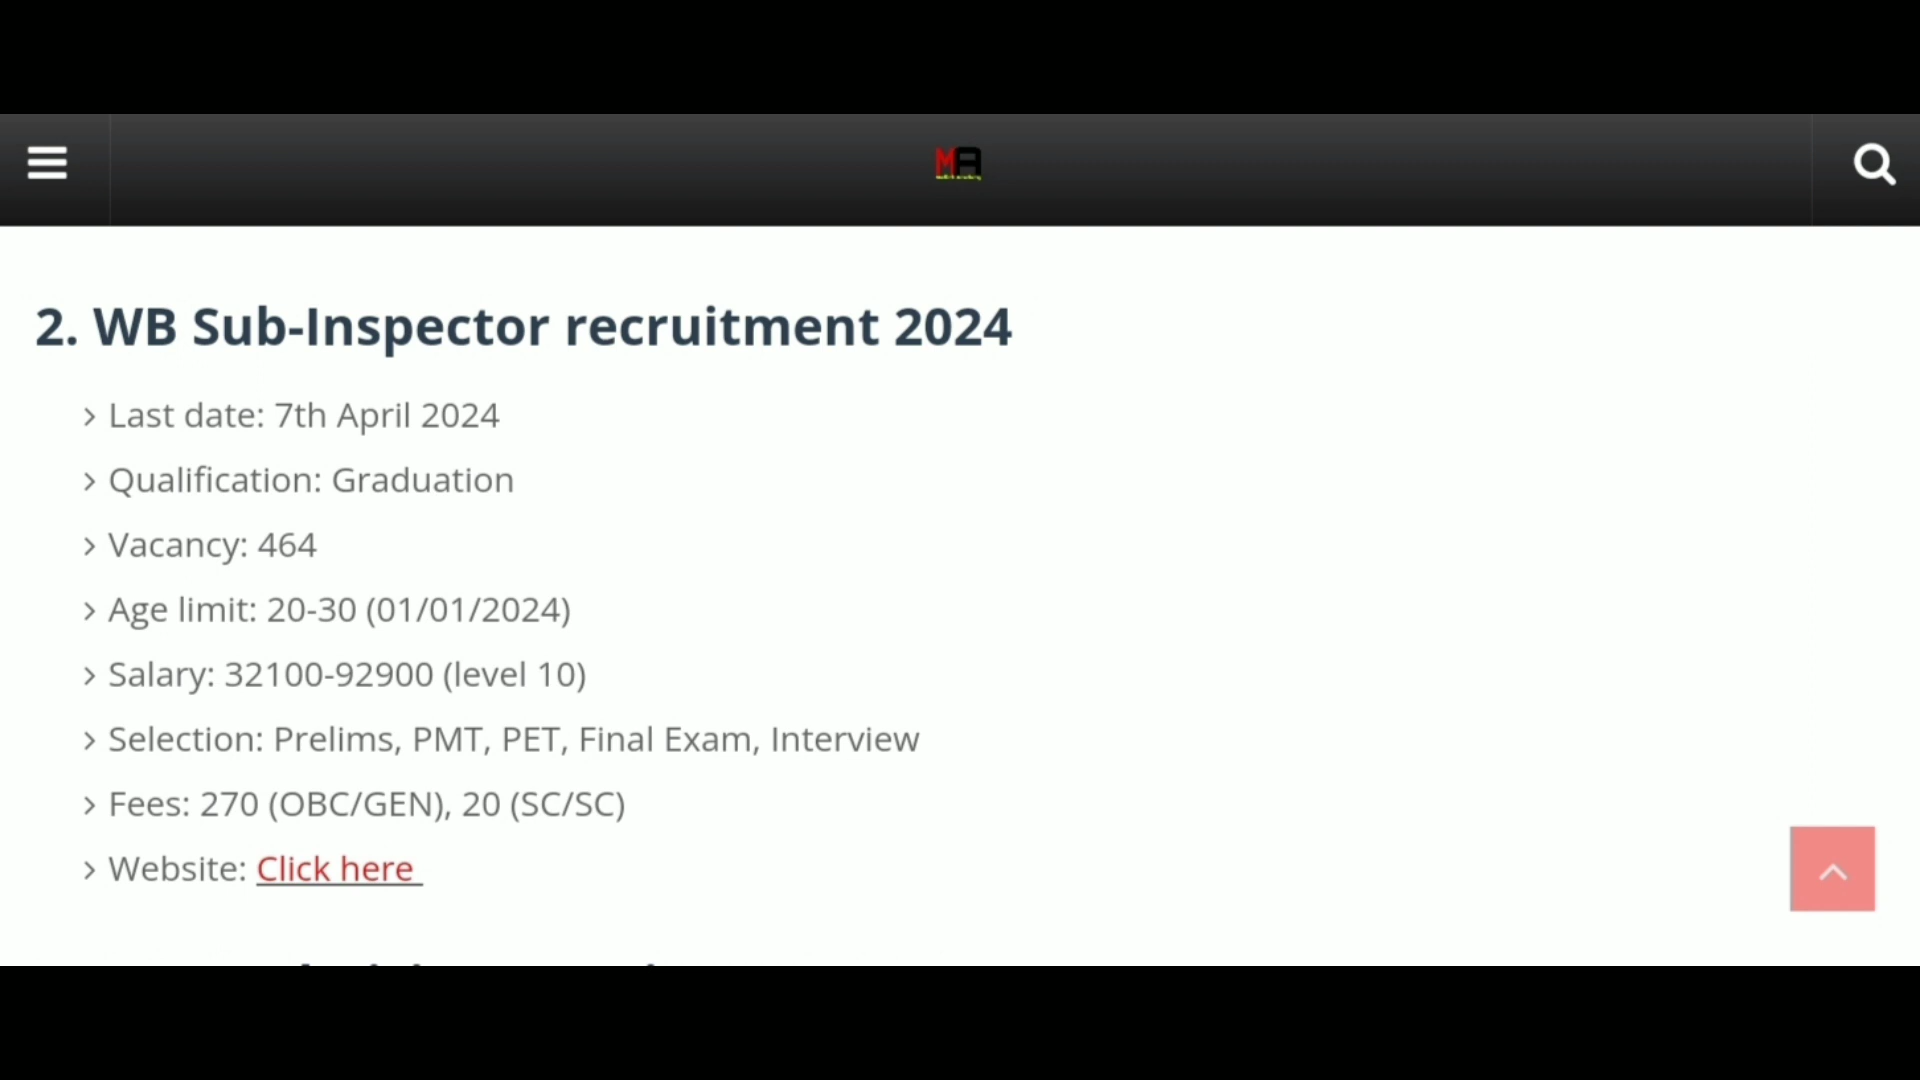 MA
2. WB Sub-Inspector recruitment 2024
Last date: 7th April 2024
Qualification: Graduation
Vacancy: 464
Age limit: 20-30 (01/01/2024)
Salary: 32100-92900 (level 10)
Selection: Prelims, PMT, PET, Final Exam, Interview
Fees: 270 (OBC/GEN), 20 (SC/SC)
Website: Click here